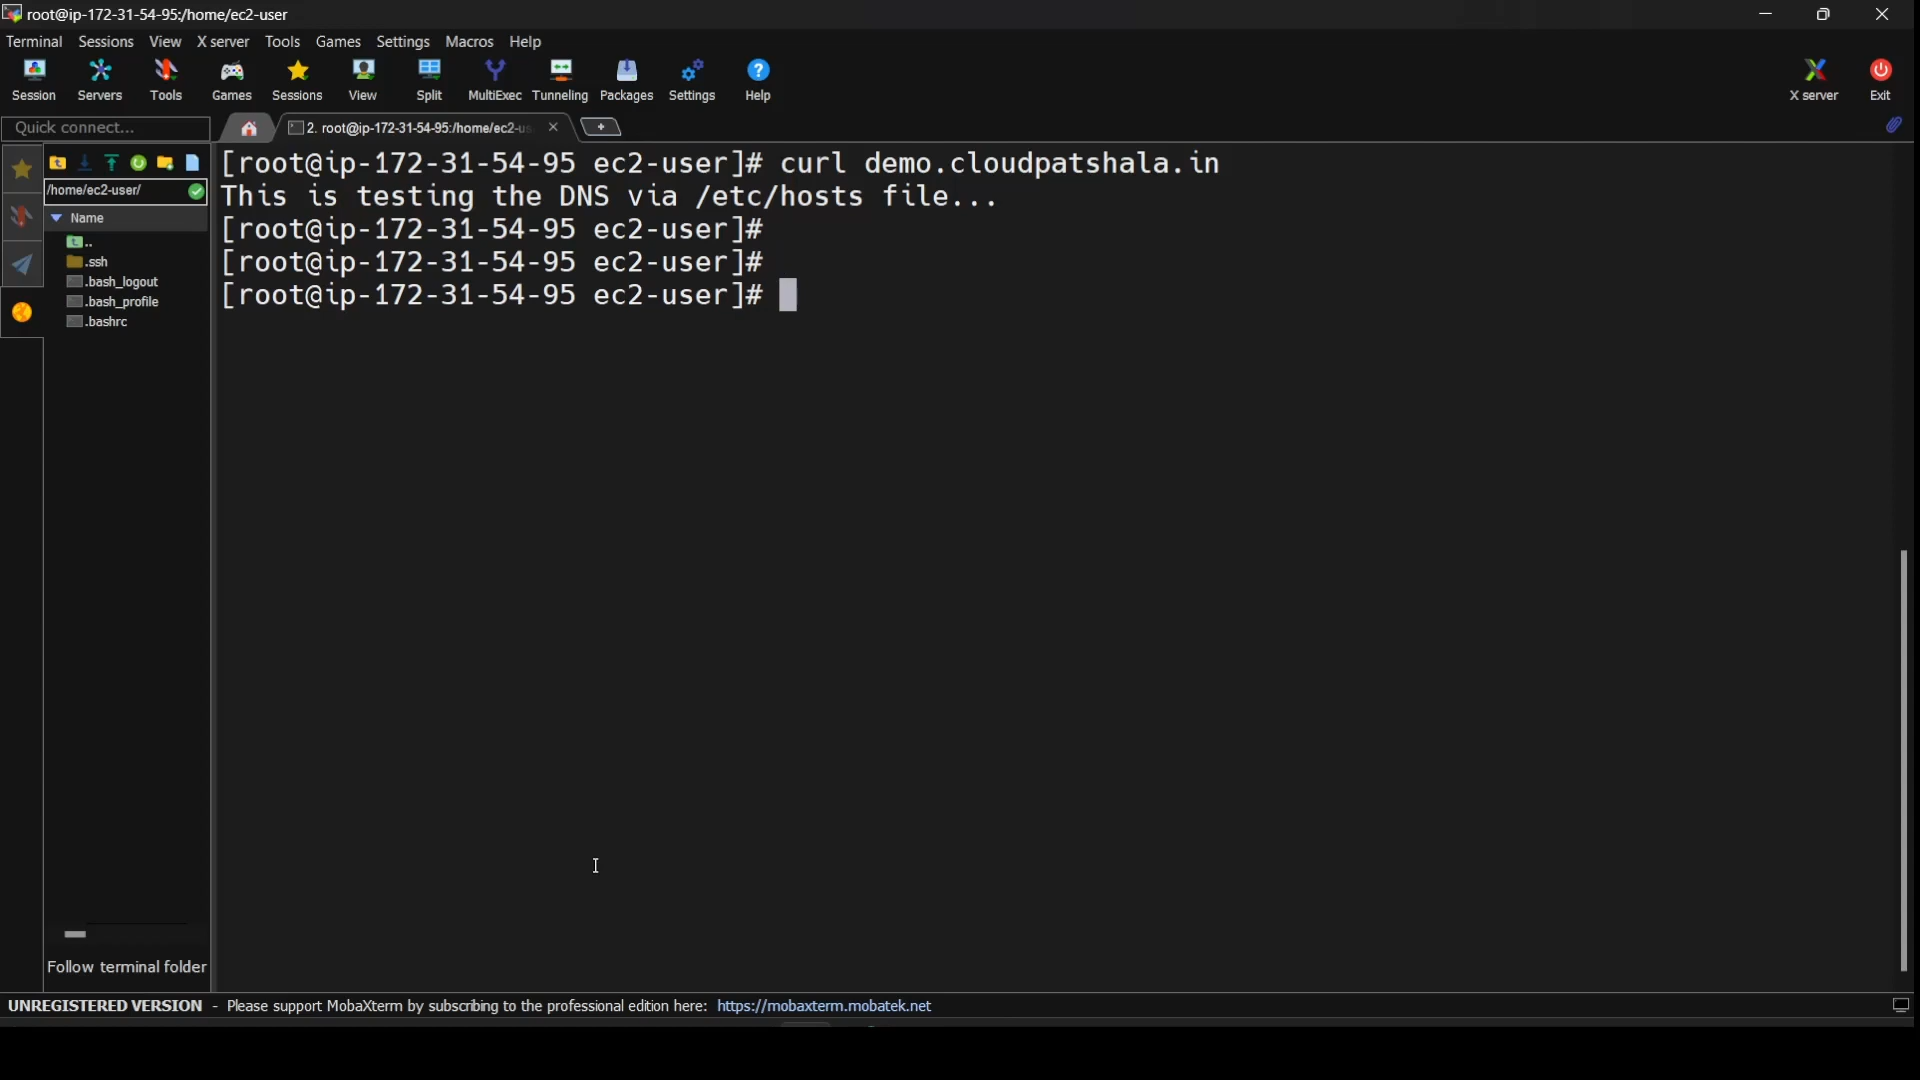 root@ip-172-31-54-95:/home/ec2-user
Terminal Sessions View X server Tools Games Settings Macros Help
Session Servers Tools Games Sessions View Split MultiExec Tunneling Packages Settings Help X server Exit
Quick connect...
2. root@ip-172-31-54-95:/home/ec2-us
/home/ec2-user/
Name
..
.ssh
.bash_logout
.bash_profile
.bashrc
[root@ip-172-31-54-95 ec2-user]# curl demo.cloudpatshala.in
This is testing the DNS via /etc/hosts file...
[root@ip-172-31-54-95 ec2-user]#
[root@ip-172-31-54-95 ec2-user]#
[root@ip-172-31-54-95 ec2-user]#
Follow terminal folder
UNREGISTERED VERSION - Please support MobaXterm by subscribing to the professional edition here: https://mobaxterm.mobatek.net